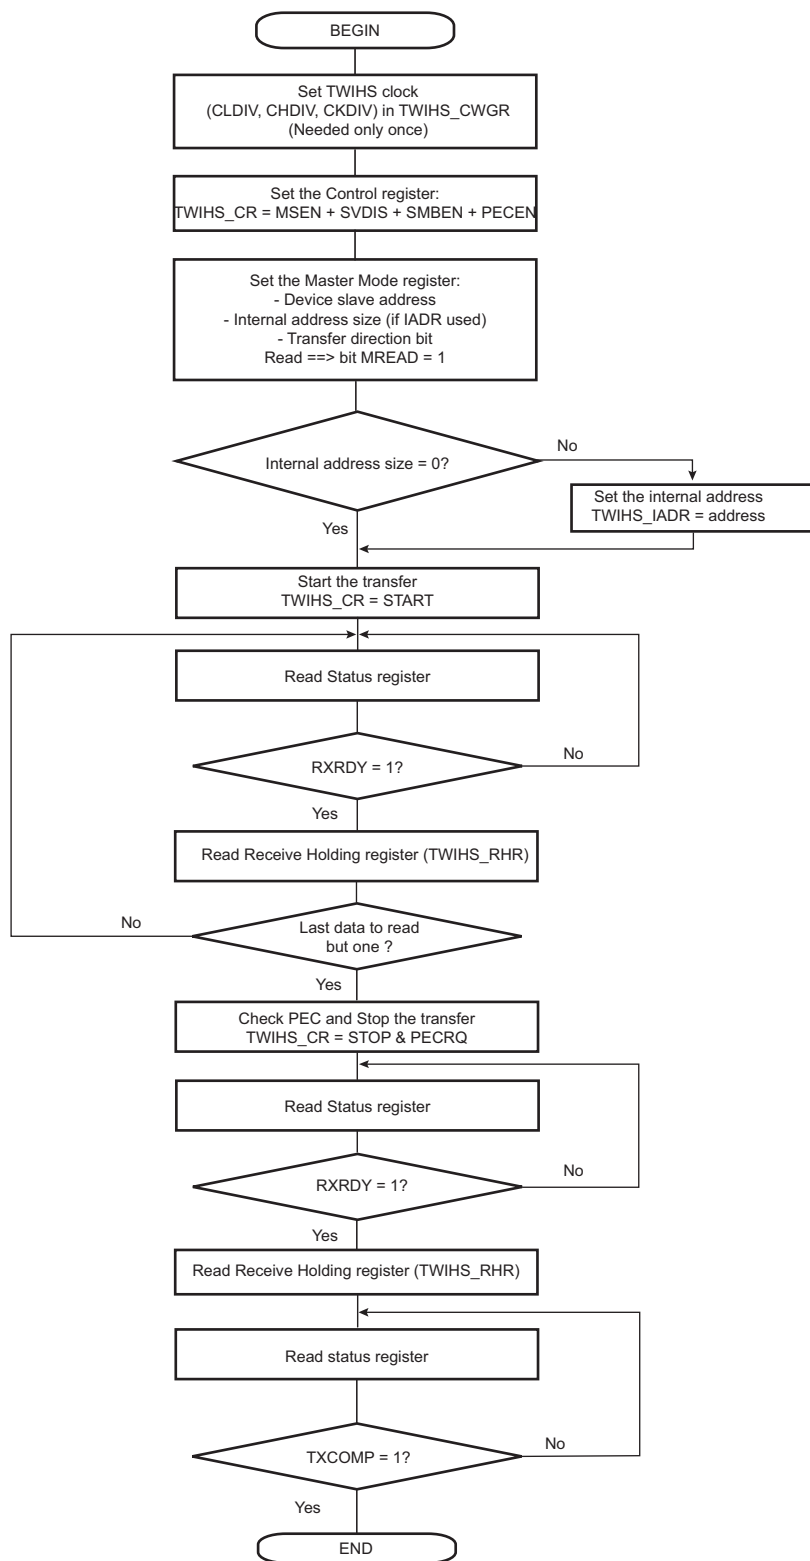 BEGIN
Set TWIHS clock
(CLDIV, CHDIV, CKDIV) in TWIHS_CWGR
(Needed only once)
Set the Control register:
TWIHS_CR = MSEN + SVDIS + SMBEN + PECEN
Set the Master Mode register:
- Device slave address
- Internal address size (if IADR used)
- Transfer direction bit
Read ==> bit MREAD = 1
Internal address size = 0?
No
Set the internal address
TWIHS_IADR = address
Yes
Start the transfer
TWIHS_CR = START
Read Status register
RXRDY = 1?
No
Yes
Read Receive Holding register (TWIHS_RHR)
Last data to read
but one ?
No
Yes
Check PEC and Stop the transfer
TWIHS_CR = STOP & PECRQ
Read Status register
RXRDY = 1?
No
Yes
Read Receive Holding register (TWIHS_RHR)
Read status register
TXCOMP = 1?
No
Yes
END